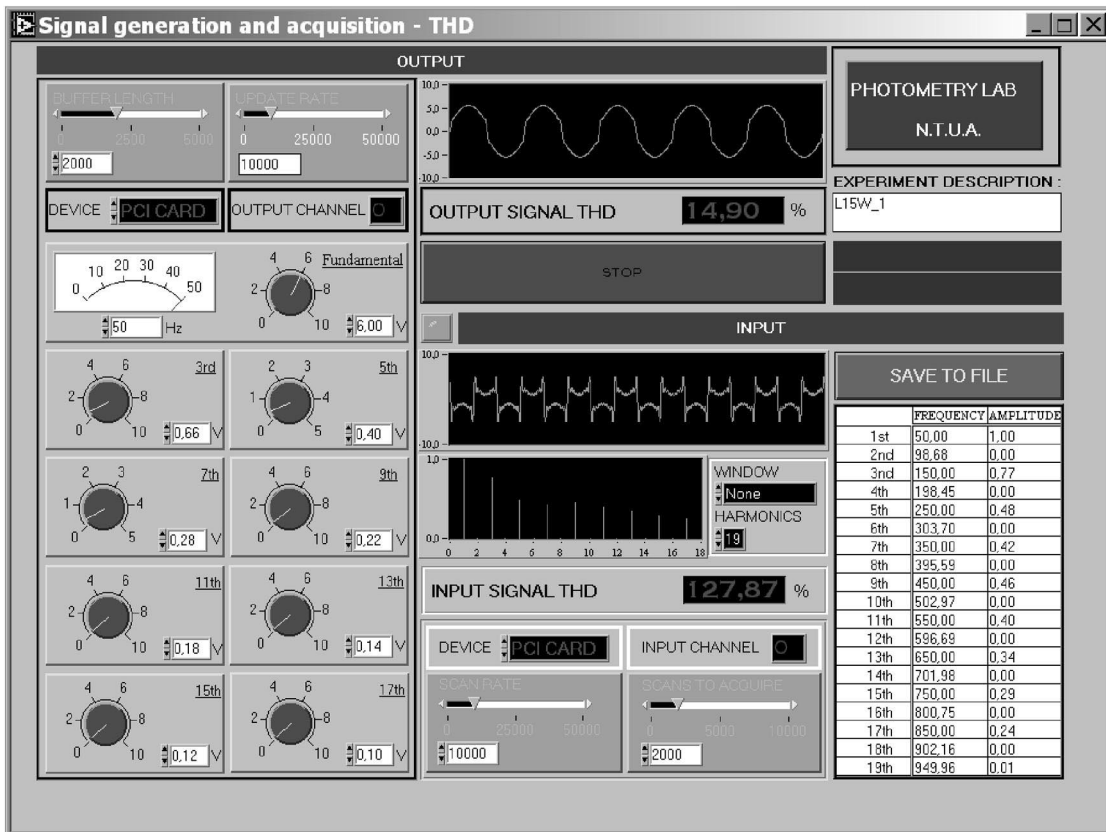 Signal generation and acquisition - THD
OUTPUT
BUFFER LENGTH
0 2500 5000
2000
UPDATE RATE
0 25000 50000
10000
DEVICE PCI CARD
OUTPUT CHANNEL 0
0 10 20 30 40 50
50 Hz
Fundamental
0 2 4 6 8 10
6,00 V
3rd
0 2 4 6 8 10
0,66 V
5th
0 1 2 3 4 5
0,40 V
7th
0 1 2 3 4 5
0,28 V
9th
0 2 4 6 8 10
0,22 V
11th
0 2 4 6 8 10
0,18 V
13th
0 2 4 6 8 10
0,14 V
15th
0 2 4 6 8 10
0,12 V
17th
0 2 4 6 8 10
0,10 V
10,0
5,0
0,0
-5,0
-10,0
OUTPUT SIGNAL THD 14,90 %
STOP
INPUT
10,0
-10,0
1,0
0,0
0 2 4 6 8 10 12 14 16 18
WINDOW
None
HARMONICS
19
INPUT SIGNAL THD 127,87 %
DEVICE PCI CARD
INPUT CHANNEL 0
SCAN RATE
0 25000 50000
10000
SCANS TO ACQUIRE
0 5000 10000
2000
PHOTOMETRY LAB
N.T.U.A.
EXPERIMENT DESCRIPTION :
L15W_1
SAVE TO FILE
FREQUENCY AMPLITUDE
1st 50,00 1,00
2nd 98,68 0,00
3nd 150,00 0,77
4th 198,45 0,00
5th 250,00 0,48
6th 303,70 0,00
7th 350,00 0,42
8th 395,59 0,00
9th 450,00 0,46
10th 502,97 0,00
11th 550,00 0,40
12th 596,69 0,00
13th 650,00 0,34
14th 701,98 0,00
15th 750,00 0,29
16th 800,75 0,00
17th 850,00 0,24
18th 902,16 0,00
19th 949,96 0,01